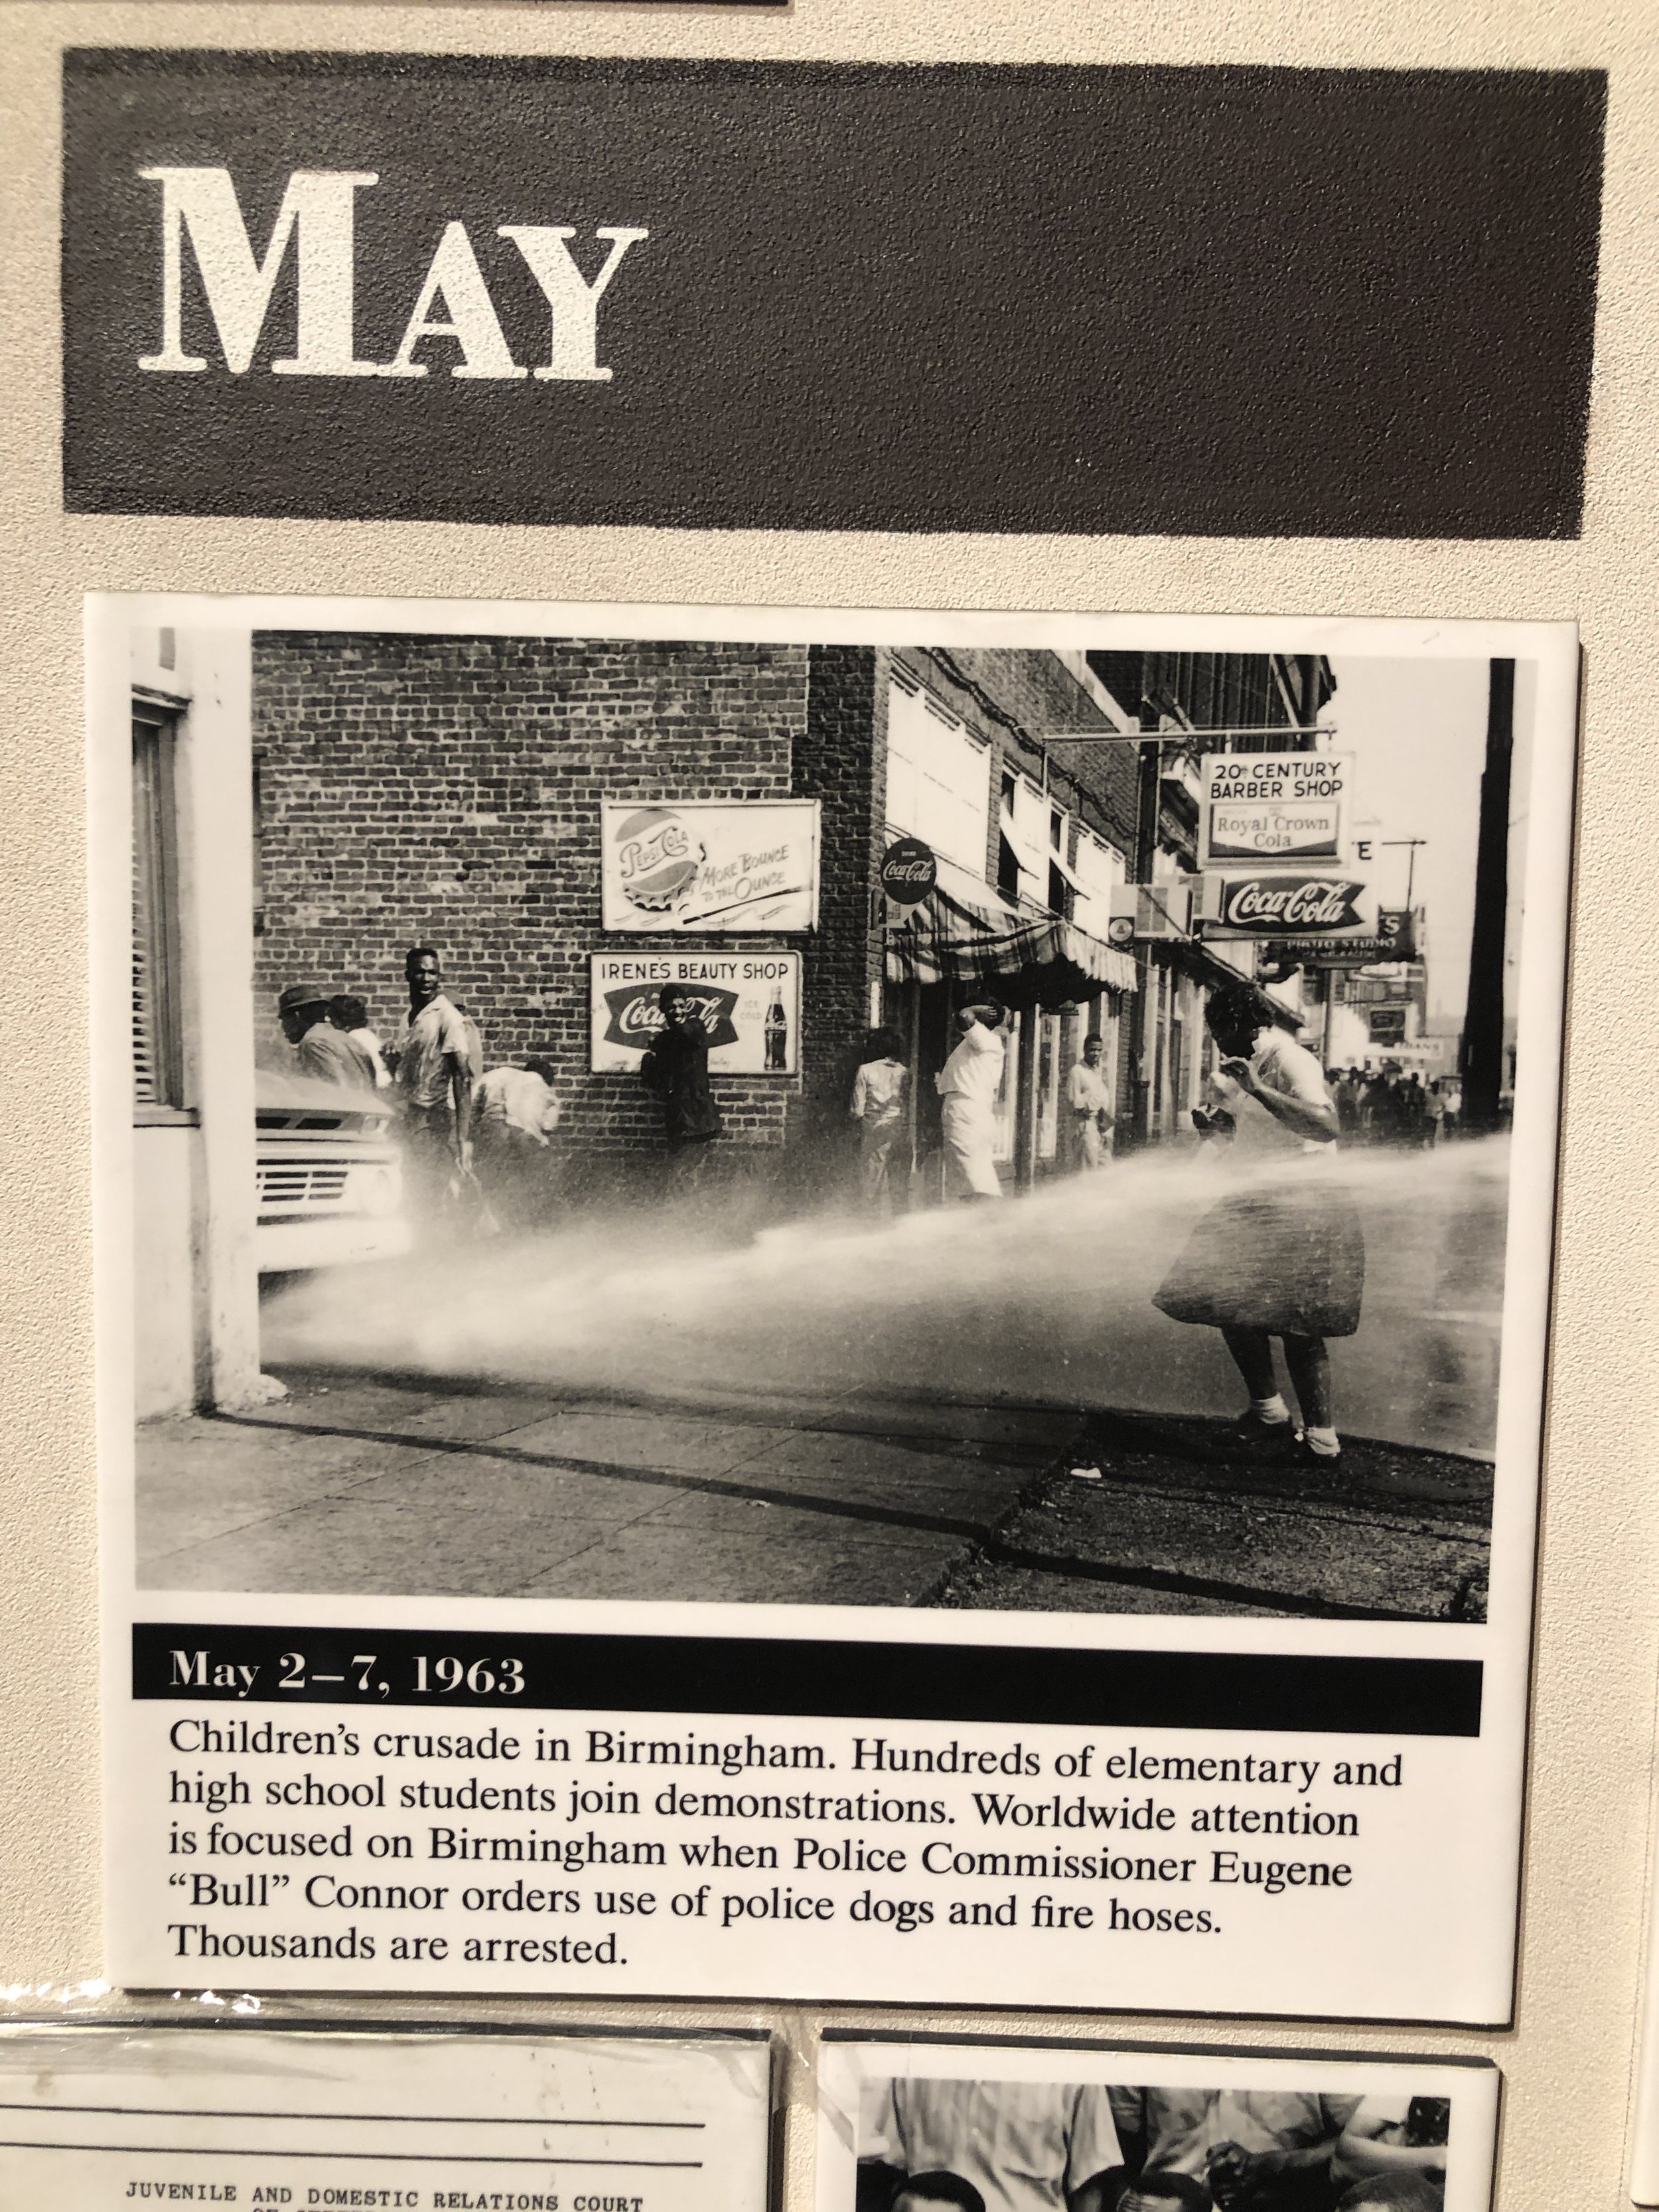 MAY
PEPSI-COLA
MORE BOUNCE
TO THE OUNCE
IRENE'S BEAUTY SHOP
ICE
COLD
Coca-Cola
20th CENTURY
BARBER SHOP
Royal Crown
Cola
E
Coca-Cola
S
PHOTO STUDIO
May 2–7, 1963
Children’s crusade in Birmingham. Hundreds of elementary and
high school students join demonstrations. Worldwide attention
is focused on Birmingham when Police Commissioner Eugene
“Bull” Connor orders use of police dogs and fire hoses.
Thousands are arrested.
JUVENILE AND DOMESTIC RELATIONS COURT